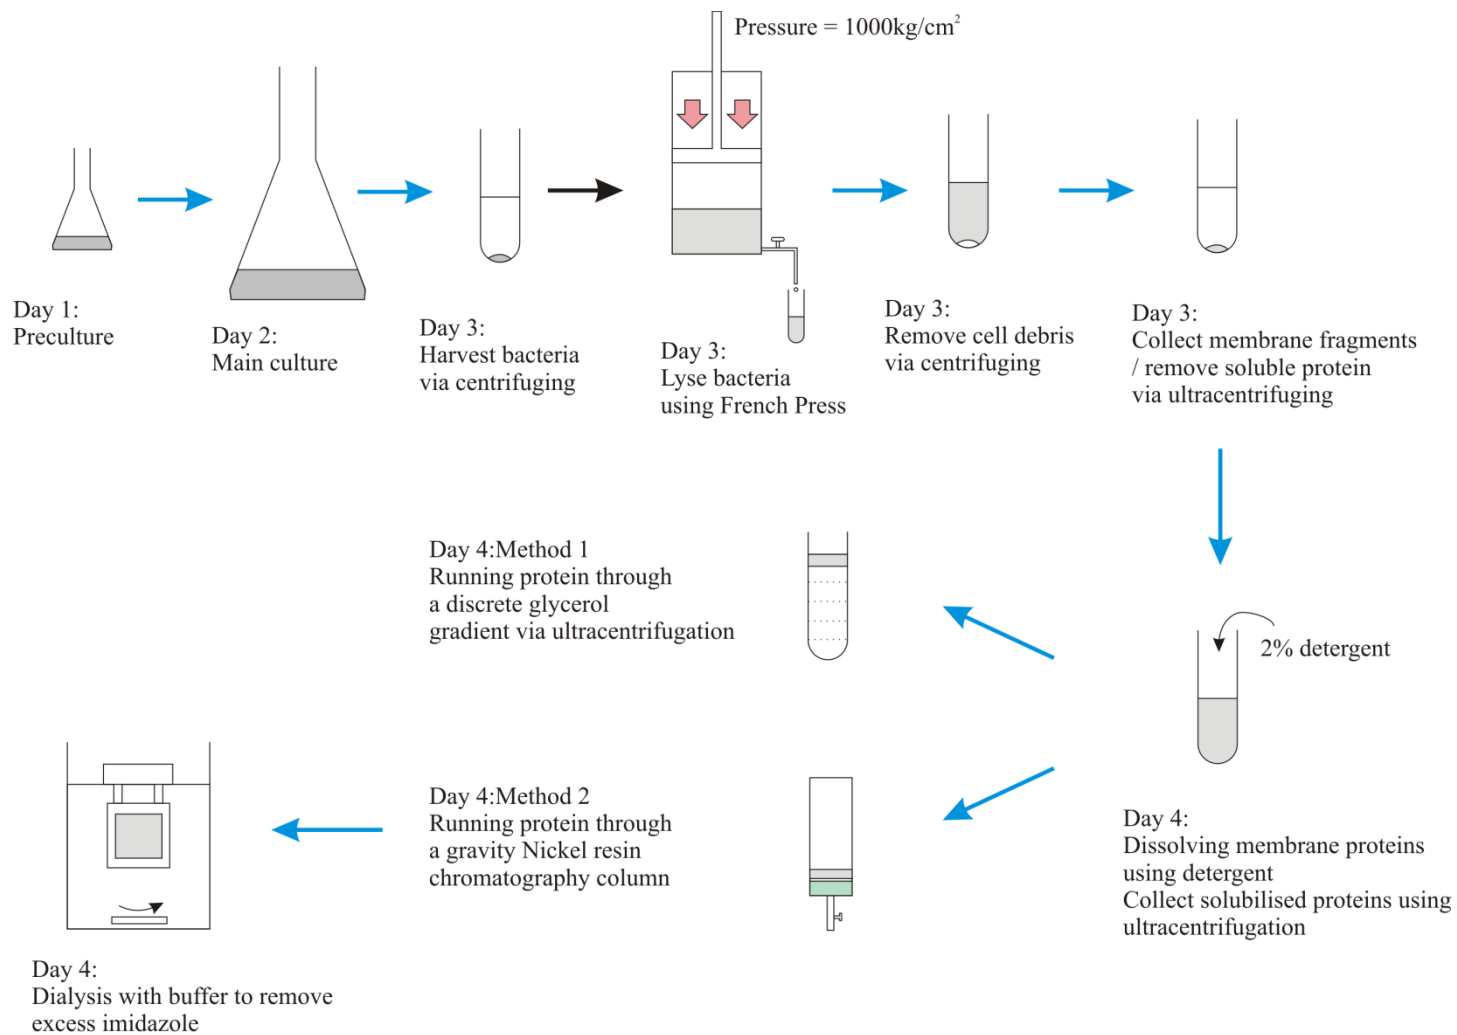 Pressure = 1000kg/cm²
Day 1:
Preculture
Day 2:
Main culture
Day 3:
Harvest bacteria
via centrifuging
Day 3:
Lyse bacteria
using French Press
Day 3:
Remove cell debris
via centrifuging
Day 3:
Collect membrane fragments
/ remove soluble protein
via ultracentrifuging
2% detergent
Day 4:
Dissolving membrane proteins
using detergent
Collect solubilised proteins using
ultracentrifugation
Day 4:Method 1
Running protein through
a discrete glycerol
gradient via ultracentrifugation
Day 4:Method 2
Running protein through
a gravity Nickel resin
chromatography column
Day 4:
Dialysis with buffer to remove
excess imidazole